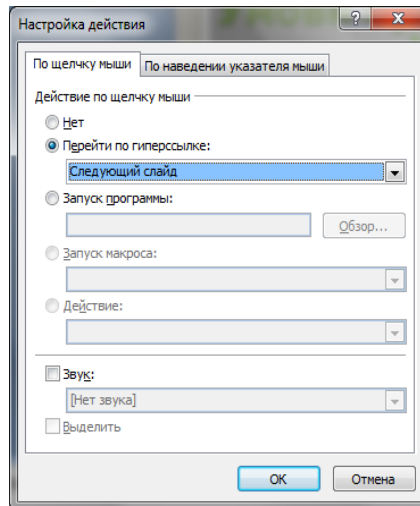 Настройка действия
По щелчку мыши
По наведении указателя мыши
Действие по щелчку мыши
Нет
Перейти по гиперссылке:
Следующий слайд
Запуск программы:
Обзор...
Запуск макроса:
Действие:
Звук:
[Нет звука]
Выделить
ОК
Отмена